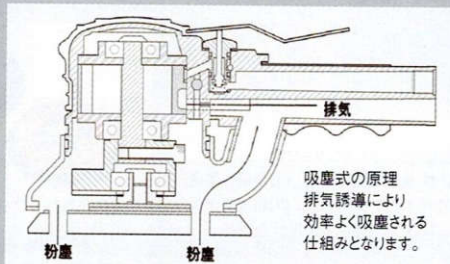 排気
吸塵式の原理
排気誘導により
効率よく吸塵される
仕組みとなります。
粉塵
粉塵